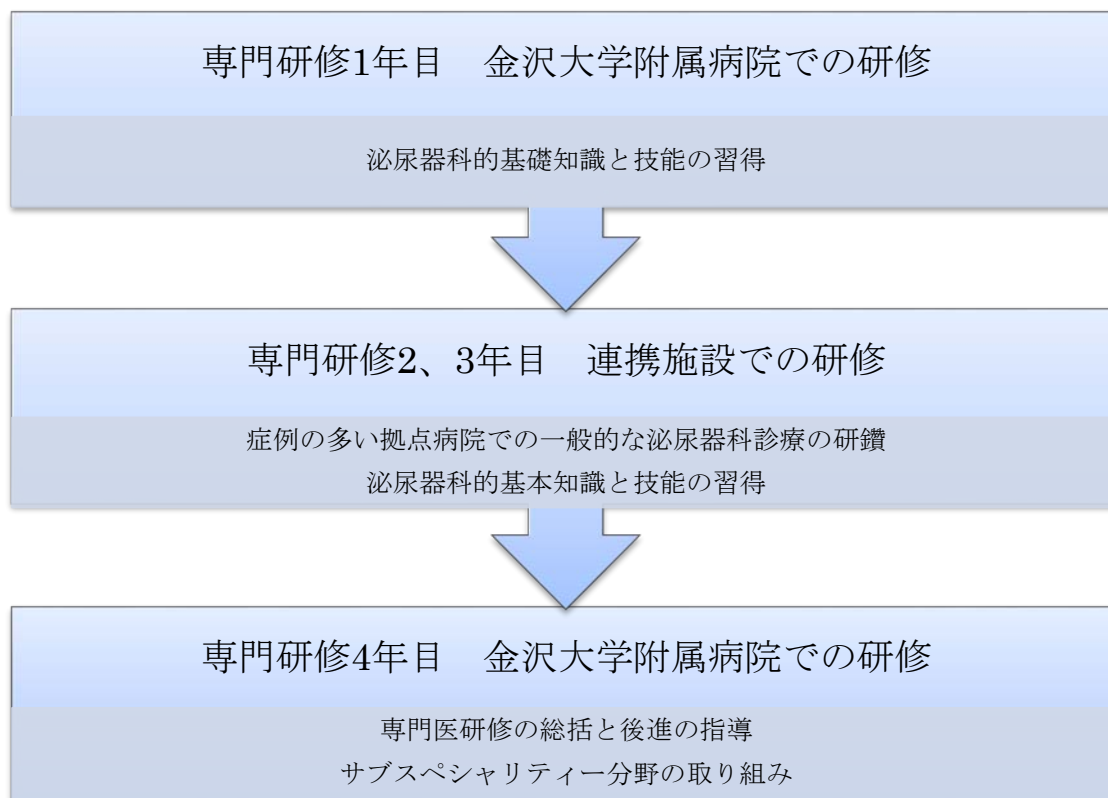 専門研修1年目　金沢大学附属病院での研修
泌尿器科的基礎知識と技能の習得
専門研修2、3年目　連携施設での研修
症例の多い拠点病院での一般的な泌尿器科診療の研鑽
泌尿器科的基本知識と技能の習得
専門研修4年目　金沢大学附属病院での研修
専門医研修の総括と後進の指導
サブスペシャリティー分野の取り組み